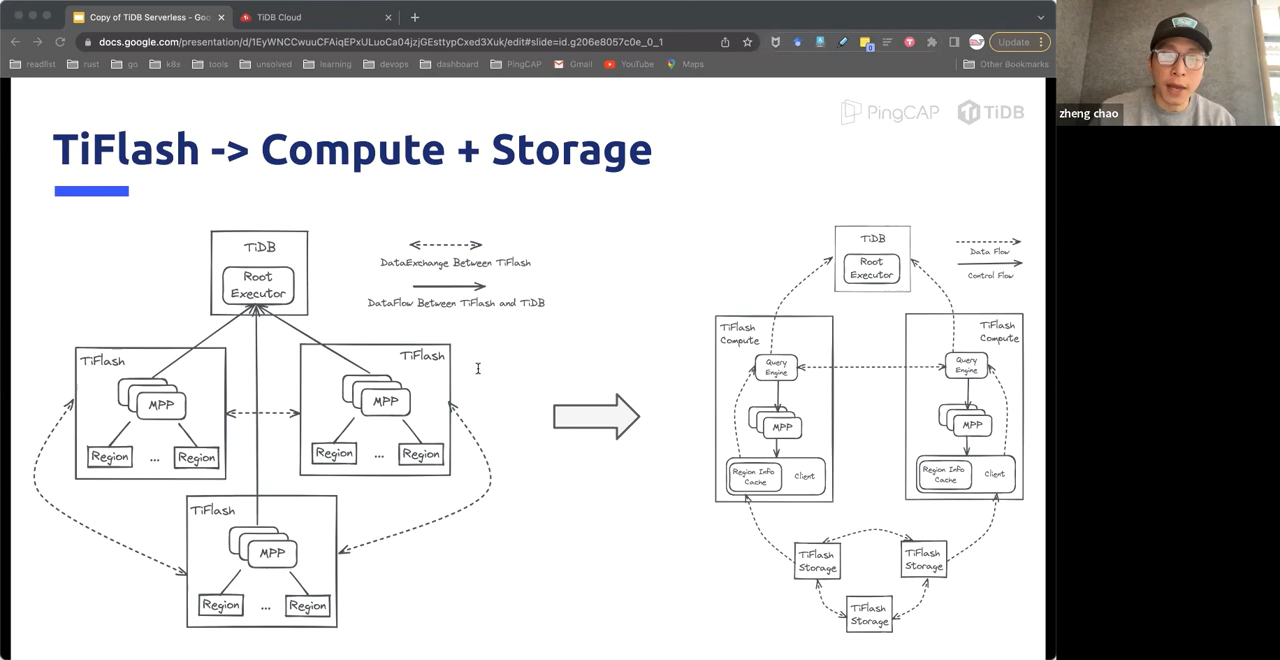 Copy of TiDB Serverless - Goo
TiDB Cloud
docs.google.com/presentation/d/1EyWNCCwuuCFAiqEPxULuoCa04jzjGEsttypCxed3Xuk/edit#slide=id.g206e8057c0e_0_1
Update
readlist
rust
go
k8s
tools
unsolved
learning
devops
dashboard
PingCAP
Gmail
YouTube
Maps
Other Bookmarks
zheng chao
PingCAP
TiDB
TiFlash -> Compute + Storage
TiDB
Root
Executor
DataExchange Between TiFlash
DataFlow Between TiFlash and TiDB
TiFlash
MPP
Region
...
Region
TiFlash
MPP
Region
...
Region
TiFlash
MPP
Region
...
Region
TiDB
Root
Executor
Data Flow
Control Flow
TiFlash
Compute
Query
Engine
MPP
Region Info
Cache
Client
TiFlash
Compute
Query
Engine
MPP
Region Info
Cache
Client
TiFlash
Storage
TiFlash
Storage
TiFlash
Storage